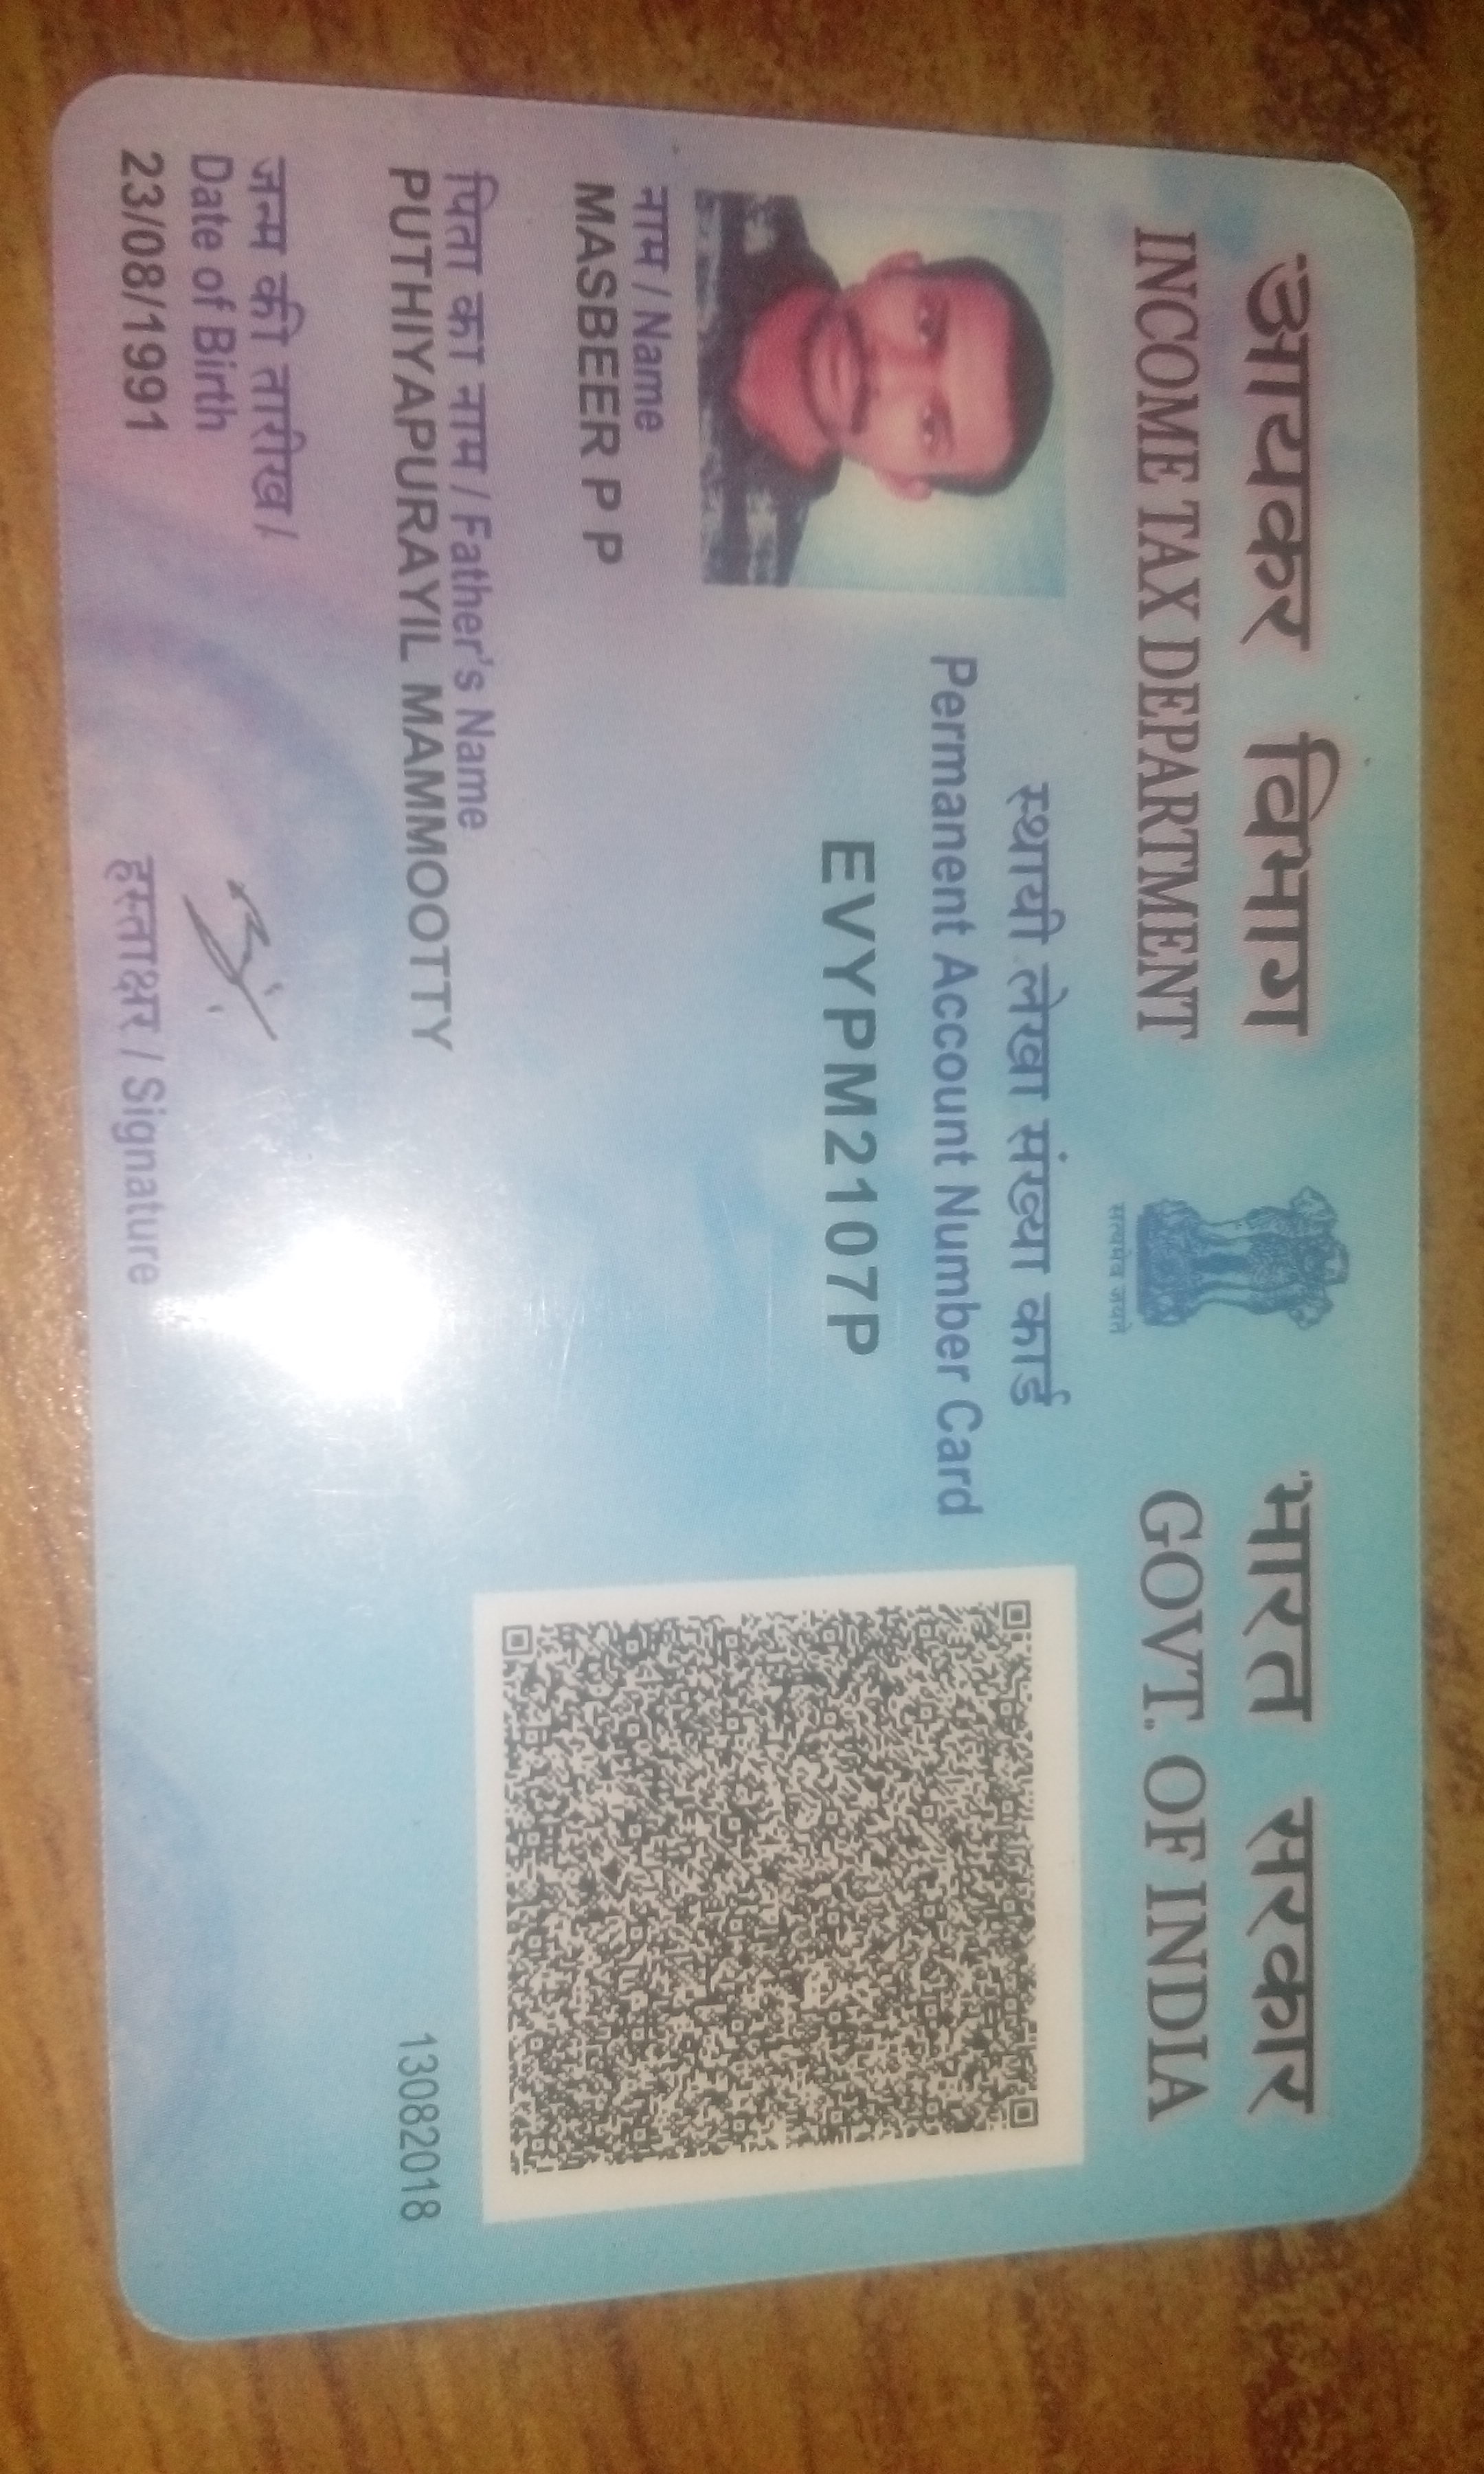 आयकर विभाग
INCOME TAX DEPARTMENT
सत्यमेव जयते
भारत सरकार
GOVT. OF INDIA
स्थायी लेखा संख्या कार्ड
Permanent Account Number Card
EVYPM2107P
नाम / Name
MASBEER P P
पिता का नाम / Father's Name
PUTHIYAPURAYIL MAMMOOTTY
जन्म की तारीख /
Date of Birth
23/08/1991
हस्ताक्षर / Signature
13082018